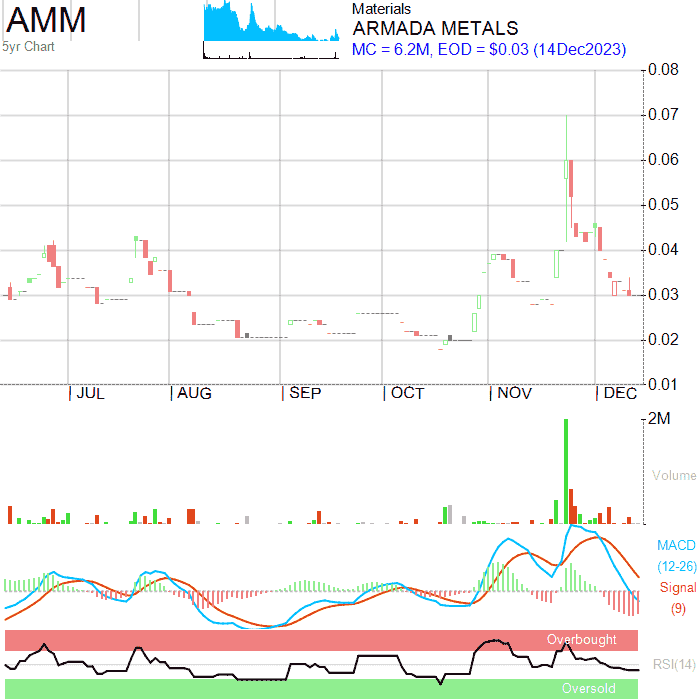 AMM
5yr Chart
Materials
ARMADA METALS
MC = 6.2M, EOD = $0.03 (14Dec2023)
0.08
0.07
0.06
0.05
0.04
0.03
0.02
0.01
JUL AUG SEP OCT NOV DEC
2M
Volume
MACD
(12-26)
Signal
(9)
Overbought
RSI(14)
Oversold